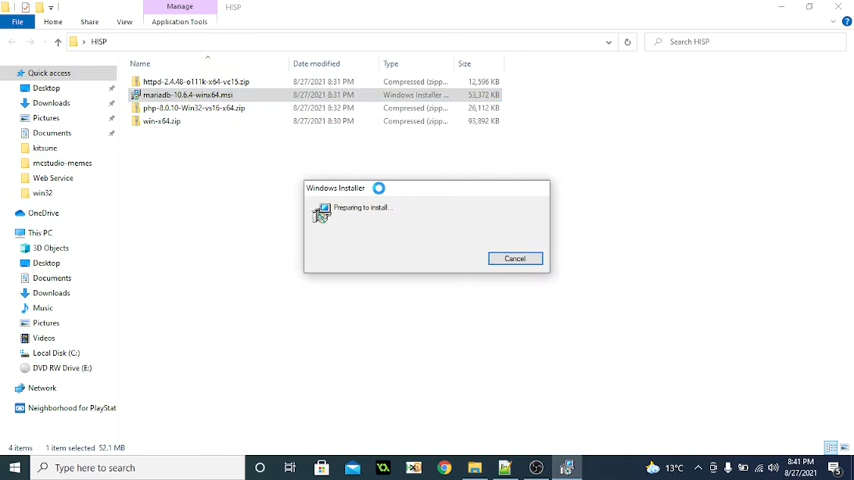 Manage
HISP
File
Home
Share
View
Application Tools
HISP
Search HISP
Name
Date modified
Type
Size
Quick access
Desktop
Downloads
Pictures
Documents
kitsune
mcstudio-memes
Web Service
win32
OneDrive
This PC
3D Objects
Desktop
Documents
Downloads
Music
Pictures
Videos
Local Disk (C:)
DVD RW Drive (E:)
Network
Neighborhood for PlayStat
httpd-2.4.48-o111k-x64-vc15.zip 8/27/2021 8:31 PM Compressed (zipp... 12,596 KB
mariadb-10.6.4-winx64.msi 8/27/2021 8:31 PM Windows Installer ... 53,372 KB
php-8.0.10-Win32-vs16-x64.zip 8/27/2021 8:32 PM Compressed (zipp... 26,112 KB
win-x64.zip 8/27/2021 8:30 PM Compressed (zipp... 93,892 KB
Windows Installer
Preparing to install...
Cancel
4 items 1 item selected 52.1 MB
Type here to search
13°C
8:41 PM
8/27/2021
5